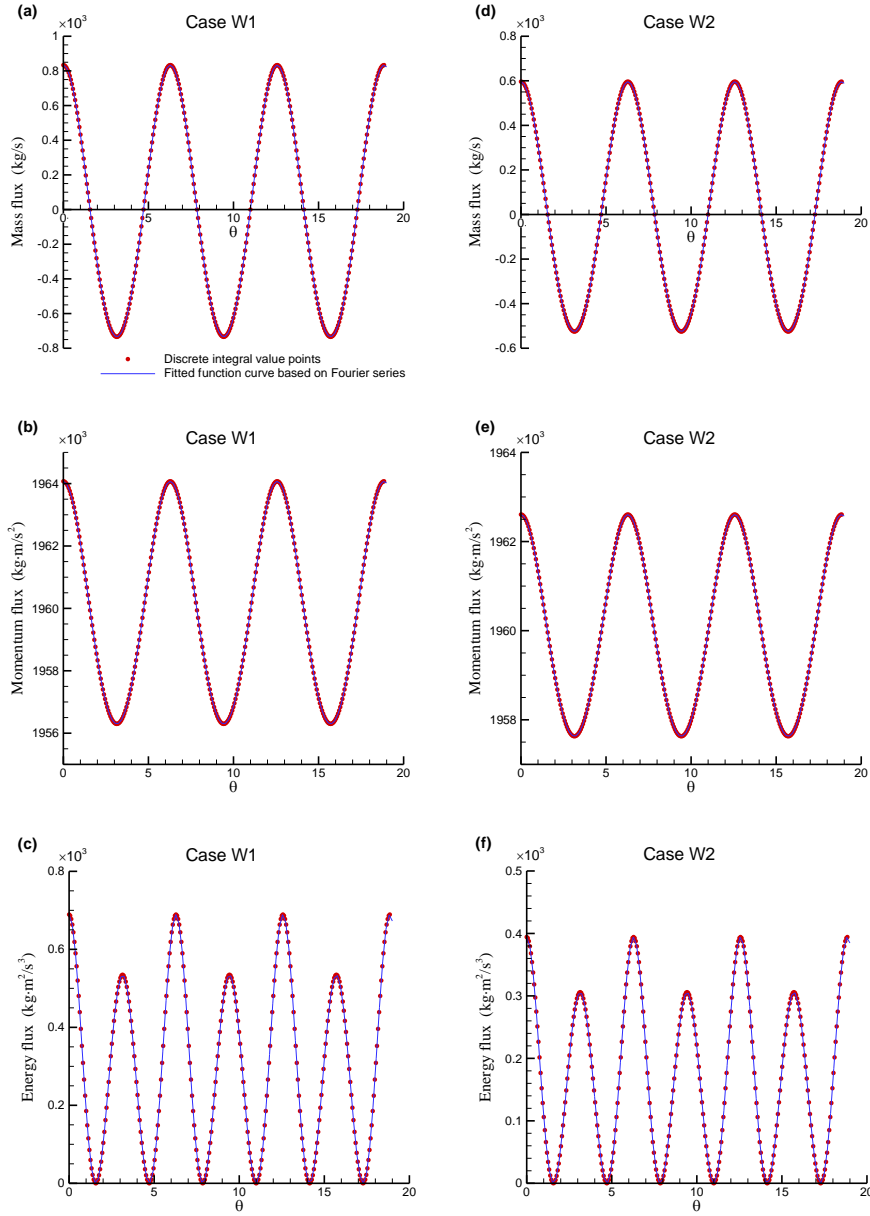 (a)
×10³
Case W1
1
0.8
0.6
0.4
0.2
0
-0.2
-0.4
-0.6
-0.8
0
5
10
15
20
θ
Mass flux (kg/s)
Discrete integral value points
Fitted function curve based on Fourier series
(d)
×10³
Case W2
1
0.8
0.6
0.4
0.2
0
-0.2
-0.4
-0.6
0
5
10
15
20
θ
Mass flux (kg/s)
(b)
×10³
Case W1
1964
1962
1960
1958
1956
0
5
10
15
20
θ
Momentum flux (kg·m/s²)
(e)
×10³
Case W2
1964
1962
1960
1958
0
5
10
15
20
θ
Momentum flux (kg·m/s²)
(c)
×10³
Case W1
0.8
0.6
0.4
0.2
0
0
5
10
15
20
θ
Energy flux (kg·m²/s³)
(f)
×10³
Case W2
0.5
0.4
0.3
0.2
0.1
0
0
5
10
15
20
θ
Energy flux (kg·m²/s³)